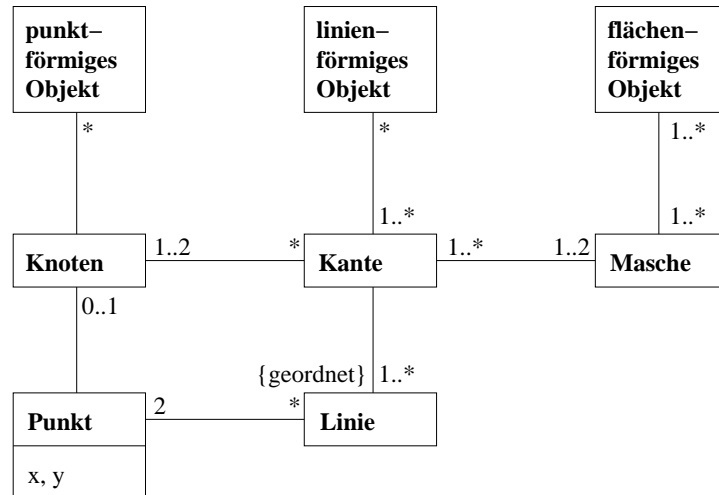 punkt–
förmiges
Objekt
linien–
förmiges
Objekt
flächen–
förmiges
Objekt
*
*
1..*
1..*
1..*
Knoten
1..2
*
Kante
1..*
1..2
Masche
0..1
{geordnet}
1..*
Punkt
2
*
Linie
x, y